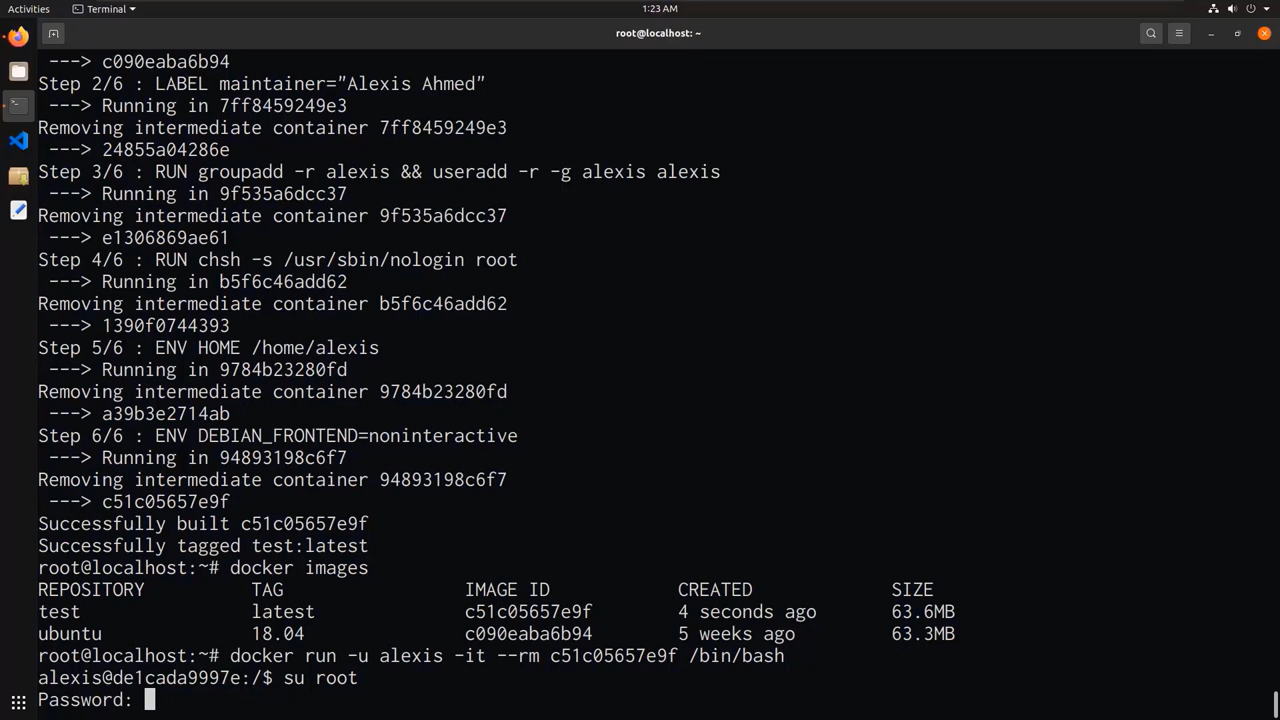 Activities
Terminal
1:23 AM
root@localhost: ~
---> c090eaba6b94
Step 2/6 : LABEL maintainer="Alexis Ahmed"
---> Running in 7ff8459249e3
Removing intermediate container 7ff8459249e3
---> 24855a04286e
Step 3/6 : RUN groupadd -r alexis && useradd -r -g alexis alexis
---> Running in 9f535a6dcc37
Removing intermediate container 9f535a6dcc37
---> e1306869ae61
Step 4/6 : RUN chsh -s /usr/sbin/nologin root
---> Running in b5f6c46add62
Removing intermediate container b5f6c46add62
---> 1390f0744393
Step 5/6 : ENV HOME /home/alexis
---> Running in 9784b23280fd
Removing intermediate container 9784b23280fd
---> a39b3e2714ab
Step 6/6 : ENV DEBIAN_FRONTEND=noninteractive
---> Running in 94893198c6f7
Removing intermediate container 94893198c6f7
---> c51c05657e9f
Successfully built c51c05657e9f
Successfully tagged test:latest
root@localhost:~# docker images
REPOSITORY TAG IMAGE ID CREATED SIZE
test latest c51c05657e9f 4 seconds ago 63.6MB
ubuntu 18.04 c090eaba6b94 5 weeks ago 63.3MB
root@localhost:~# docker run -u alexis -it --rm c51c05657e9f /bin/bash
alexis@de1cada9997e:/$ su root
Password: